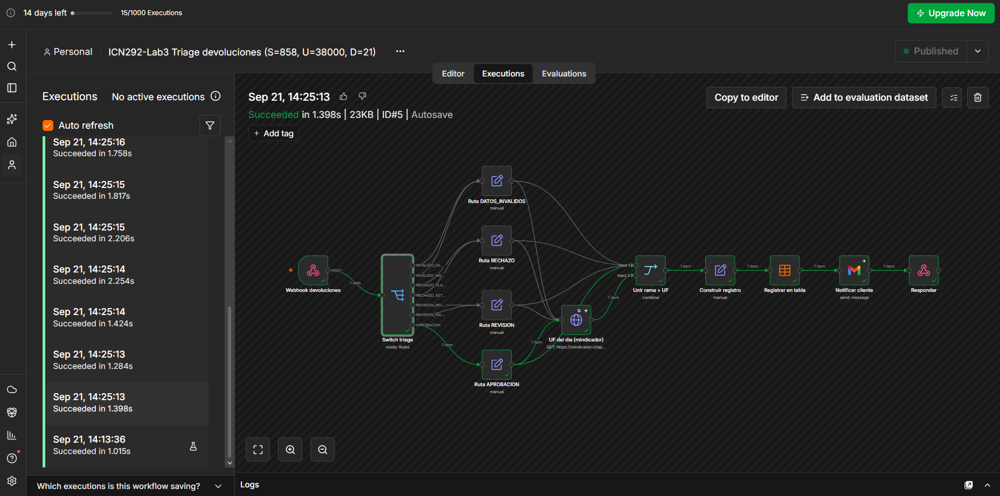 14 days left
15/1000 Executions
Upgrade Now
Personal / ICN292-Lab3 Triage devoluciones (S=858, U=38000, D=21) ...
Published
Editor
Executions
Evaluations
Executions
No active executions
Auto refresh
Sep 21, 14:25:16
Succeeded in 1.758s
Sep 21, 14:25:15
Succeeded in 1.817s
Sep 21, 14:25:15
Succeeded in 2.206s
Sep 21, 14:25:14
Succeeded in 2.254s
Sep 21, 14:25:14
Succeeded in 1.424s
Sep 21, 14:25:13
Succeeded in 1.284s
Sep 21, 14:25:13
Succeeded in 1.398s
Sep 21, 14:13:36
Succeeded in 1.015s
Which executions is this workflow saving?
Sep 21, 14:25:13
Succeeded in 1.398s | 23KB | ID#5 | Autosave
+ Add tag
Copy to editor
Add to evaluation dataset
Webhook devoluciones
POST
1 item
Switch triage
mode: Rules
INVALIDO_CA...
INVALIDO_MO...
RECHAZO_PLA...
RECHAZO_EST...
REVISION_MO...
REVISION_FAL...
APROBACION
1 item
Ruta DATOS_INVALIDOS
manual
Ruta RECHAZO
manual
Ruta REVISION
manual
Ruta APROBACION
manual
1 item
UF del dia (mindicador)
GET: https://mindicador.cl/ap...
1 item
Input 1
Input 2
Unir rama + UF
combine
1 item
Construir registro
manual
1 item
Registrar en tabla
1 item
Notificar cliente
send: message
1 item
Responder
Logs